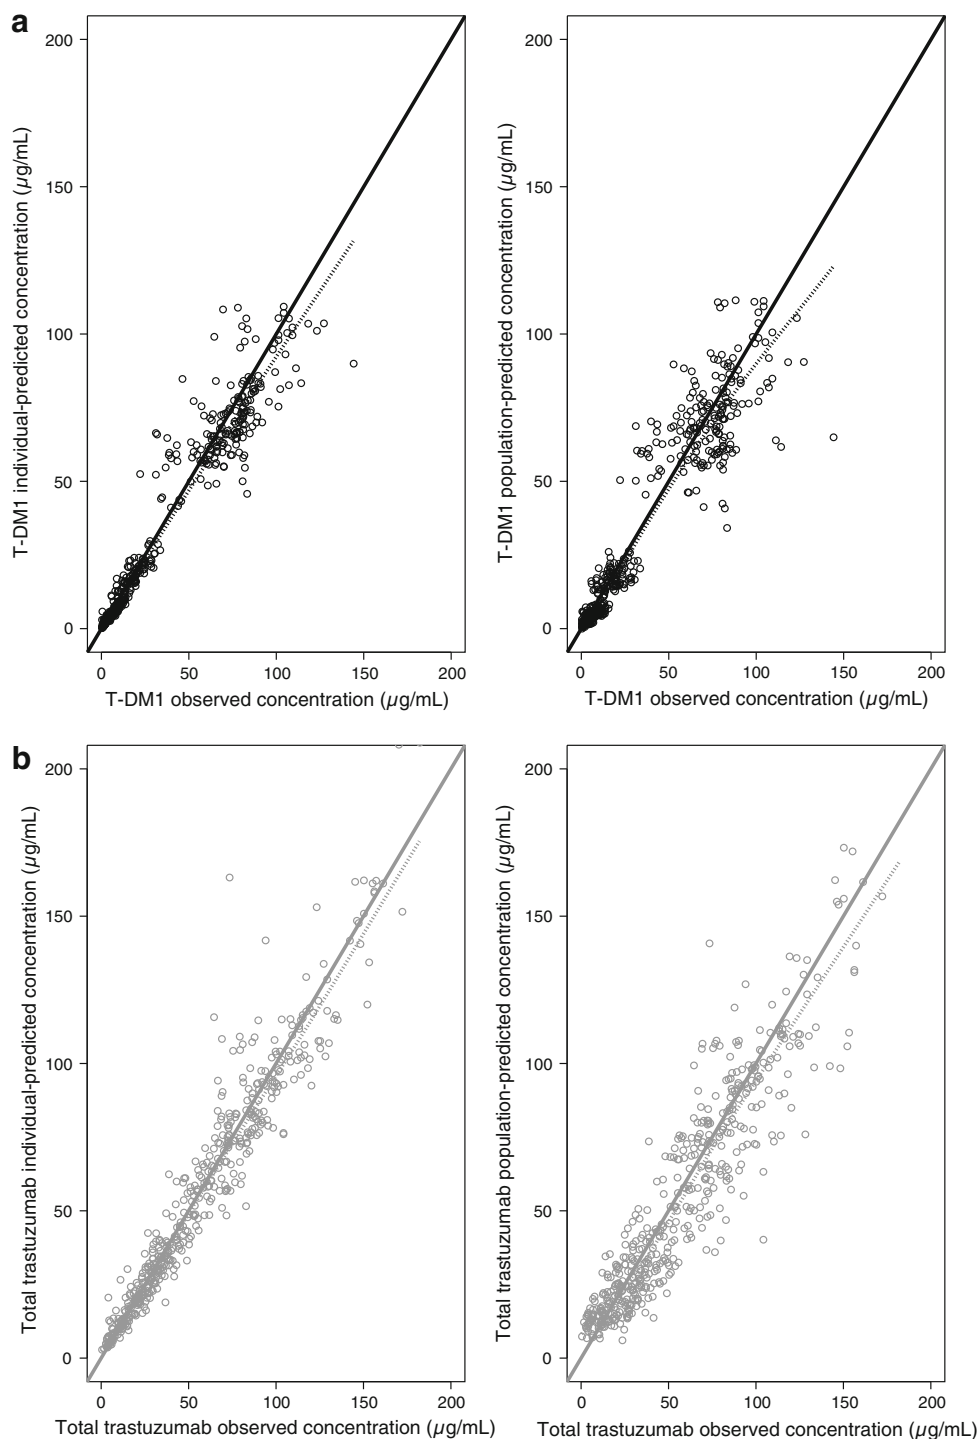 a
200
150
100
50
0
T-DM1 individual-predicted concentration (µg/mL)
0 50 100 150 200
T-DM1 observed concentration (µg/mL)
200
150
100
50
0
T-DM1 population-predicted concentration (µg/mL)
0 50 100 150 200
T-DM1 observed concentration (µg/mL)
b
200
150
100
50
0
Total trastuzumab individual-predicted concentration (µg/mL)
0 50 100 150 200
Total trastuzumab observed concentration (µg/mL)
200
150
100
50
0
Total trastuzumab population-predicted concentration (µg/mL)
0 50 100 150 200
Total trastuzumab observed concentration (µg/mL)